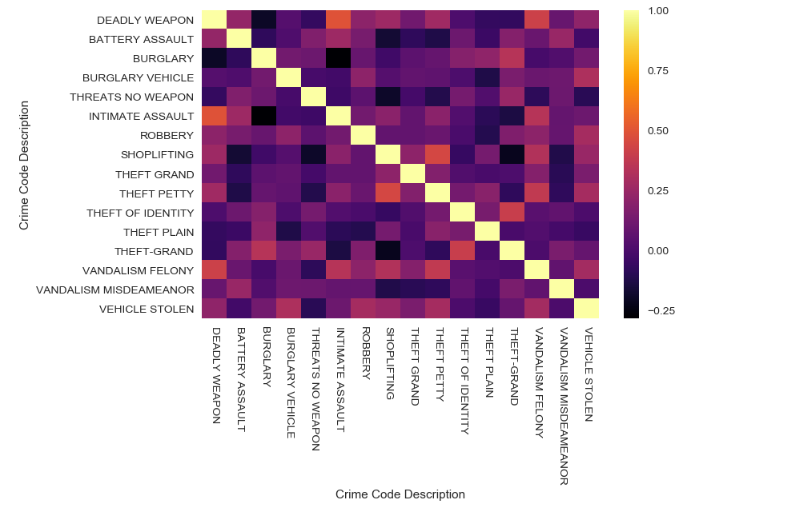 Crime Code Description
DEADLY WEAPON
BATTERY ASSAULT
BURGLARY
BURGLARY VEHICLE
THREATS NO WEAPON
INTIMATE ASSAULT
ROBBERY
SHOPLIFTING
THEFT GRAND
THEFT PETTY
THEFT OF IDENTITY
THEFT PLAIN
THEFT-GRAND
VANDALISM FELONY
VANDALISM MISDEAMEANOR
VEHICLE STOLEN
1.00
0.75
0.50
0.25
0.00
−0.25
DEADLY WEAPON
BATTERY ASSAULT
BURGLARY
BURGLARY VEHICLE
THREATS NO WEAPON
INTIMATE ASSAULT
ROBBERY
SHOPLIFTING
THEFT GRAND
THEFT PETTY
THEFT OF IDENTITY
THEFT PLAIN
THEFT-GRAND
VANDALISM FELONY
VANDALISM MISDEAMEANOR
VEHICLE STOLEN
Crime Code Description